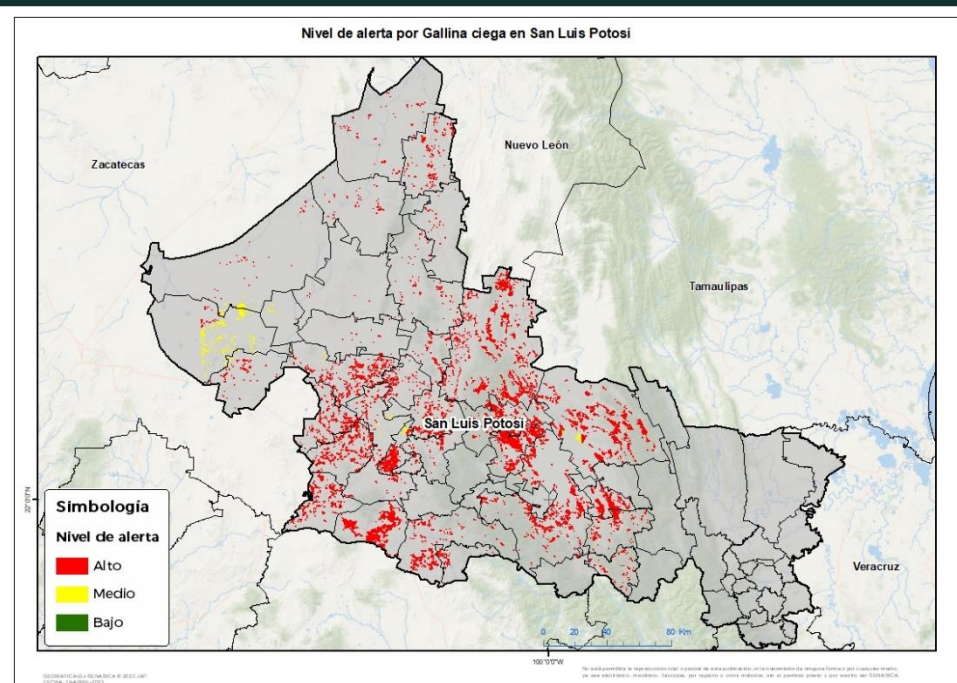 Nivel de alerta por Gallina ciega en San Luis Potosí
Zacatecas
Nuevo León
Tamaulipas
San Luis Potosí
22°0'0"N
Simbología
Nivel de alerta
Alto
Medio
Bajo
Veracruz
0 20 40 80 Km
100°0'0"W